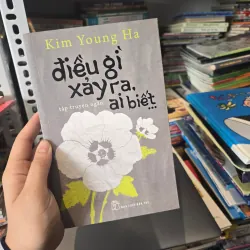 Kim Young Ha
điều gì
xảy ra,
ai biết...
tập truyện ngắn